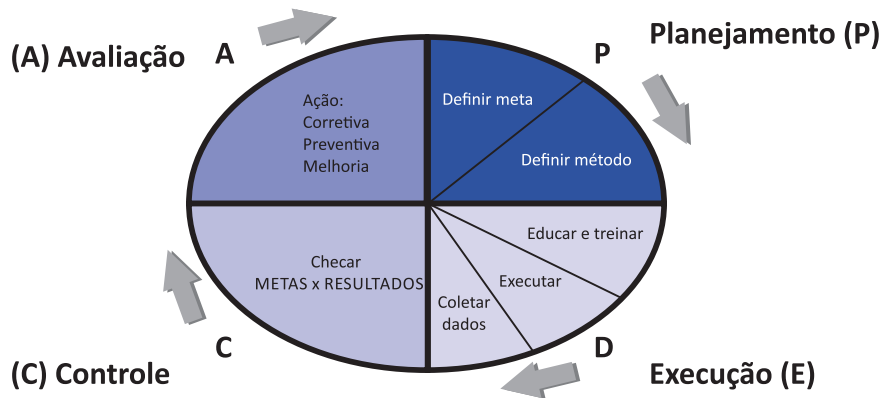 (A) Avaliação
A
P
Planejamento (P)
Ação:
Corretiva
Preventiva
Melhoria
Definir meta
Definir método
Educar e treinar
Executar
Coletar
dados
Checar
METAS x RESULTADOS
C
D
(C) Controle
Execução (E)